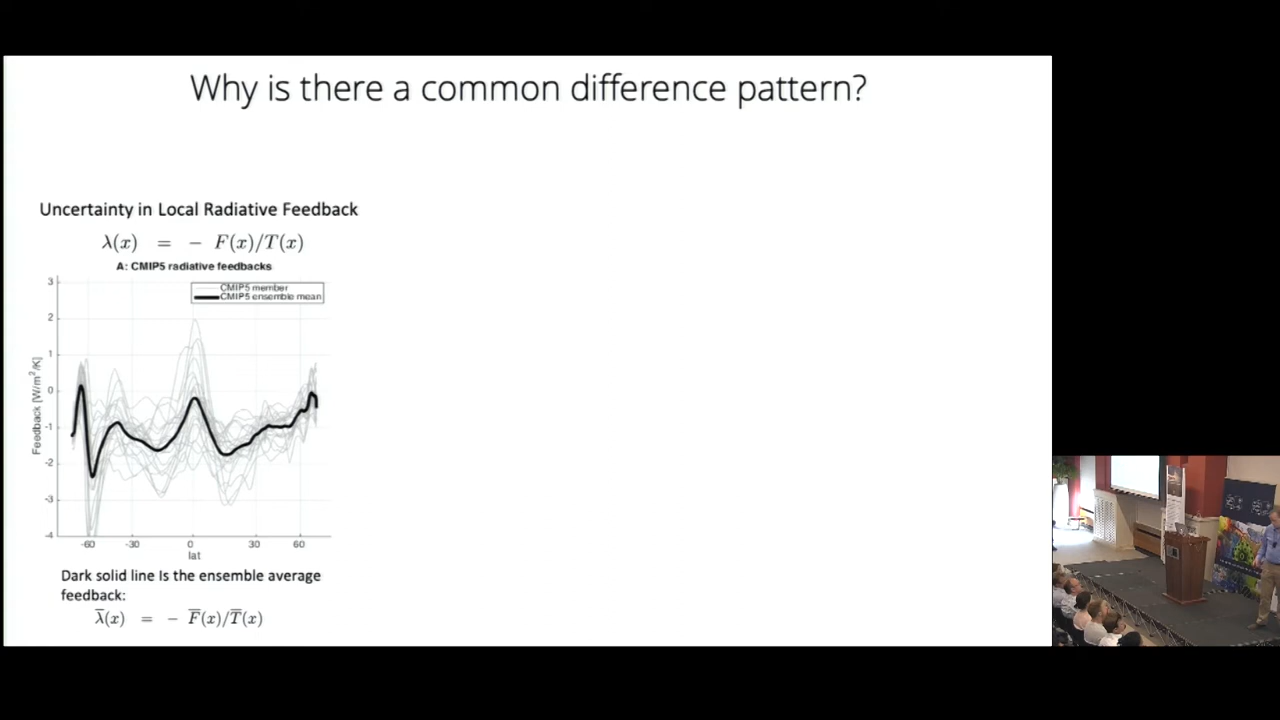 Why is there a common difference pattern?
Uncertainty in Local Radiative Feedback
λ(x) = − F(x)/T(x)
A: CMIP5 radiative feedbacks
CMIP5 member
CMIP5 ensemble mean
Feedback [W/m²/K]
3
2
1
0
-1
-2
-3
-4
-60 -30 0 30 60
lat
Dark solid line Is the ensemble average
feedback:
λ̅(x) = − F̅(x)/T̅(x)